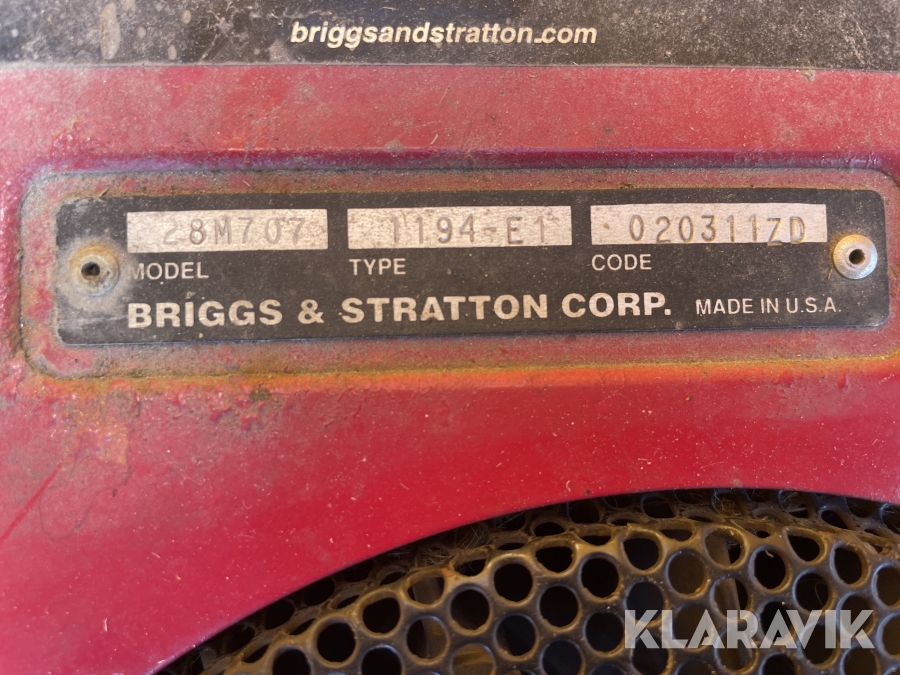 briggsandstratton.com
28M707 1194-E1 020311ZD
MODEL TYPE CODE
BRIGGS & STRATTON CORP. MADE IN U.S.A.
KLARAVIK